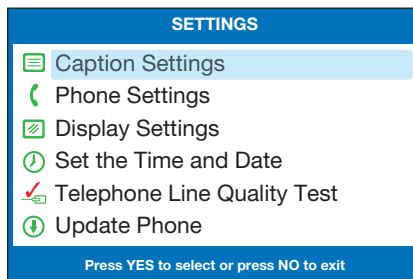 SETTINGS
Caption Settings
Phone Settings
Display Settings
Set the Time and Date
Telephone Line Quality Test
Update Phone
Press YES to select or press NO to exit